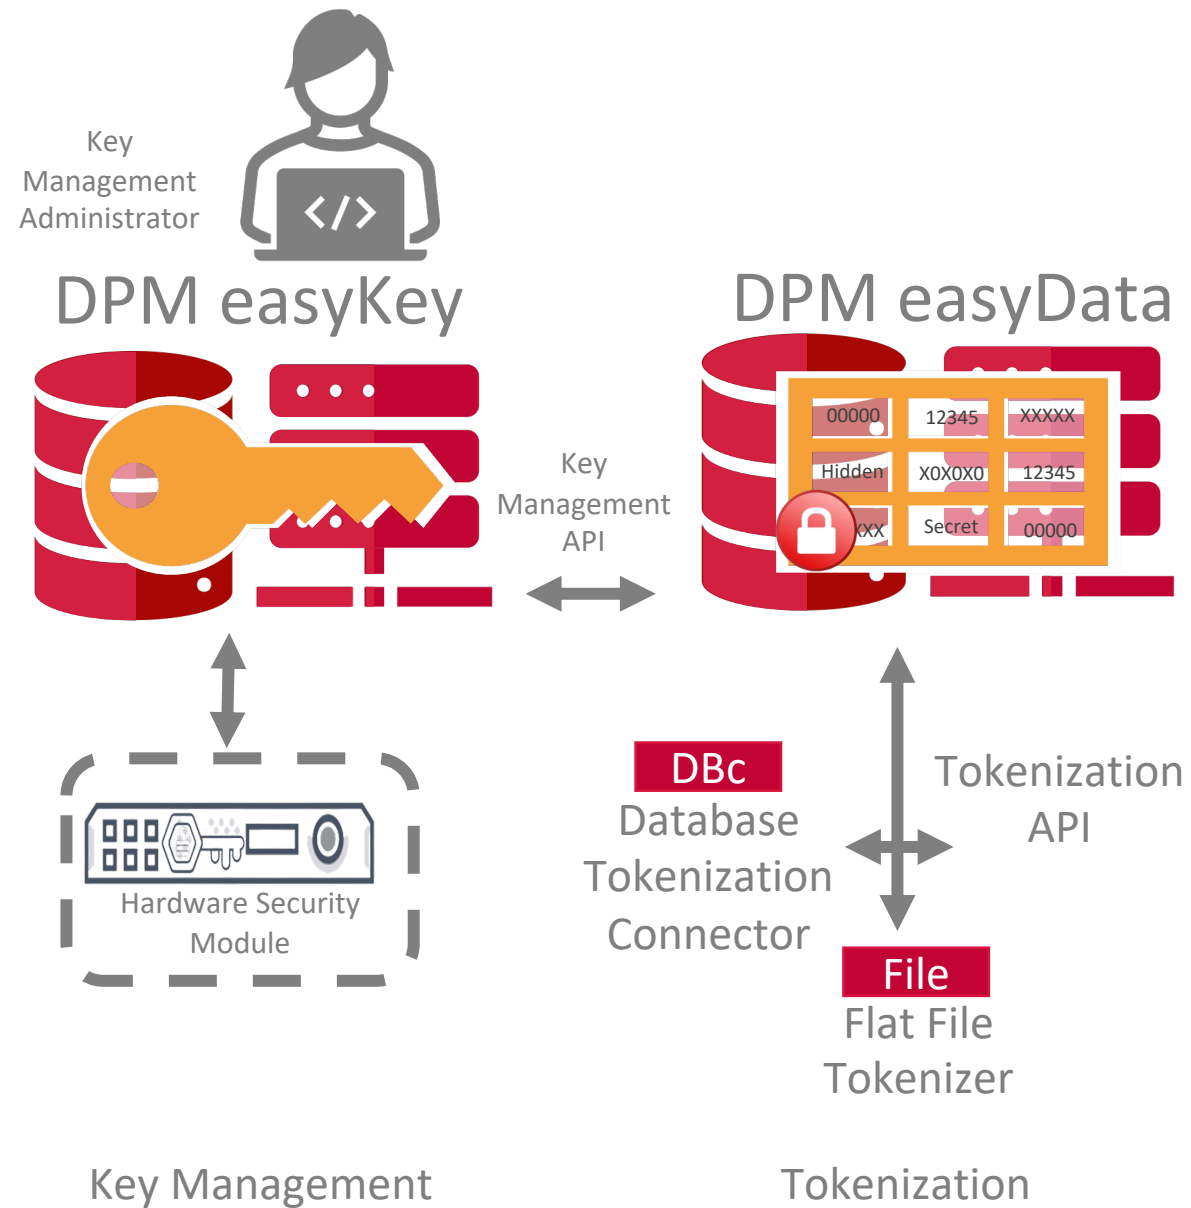 Key
Management
Administrator
</>
DPM easyKey
DPM easyData
00000 12345 XXXXX
Hidden X0X0X0 12345
XXX Secret 00000
Key
Management
API
DBc
Database
Tokenization
Connector
Tokenization
API
Hardware Security
Module
File
Flat File
Tokenizer
Key Management
Tokenization